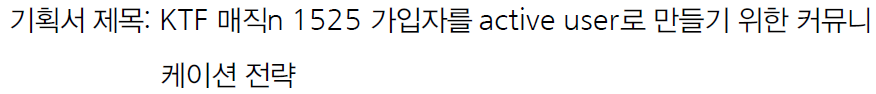 기획서 제목: KTF 매직n 1525 가입자를 active user로 만들기 위한 커뮤니
케이션 전략